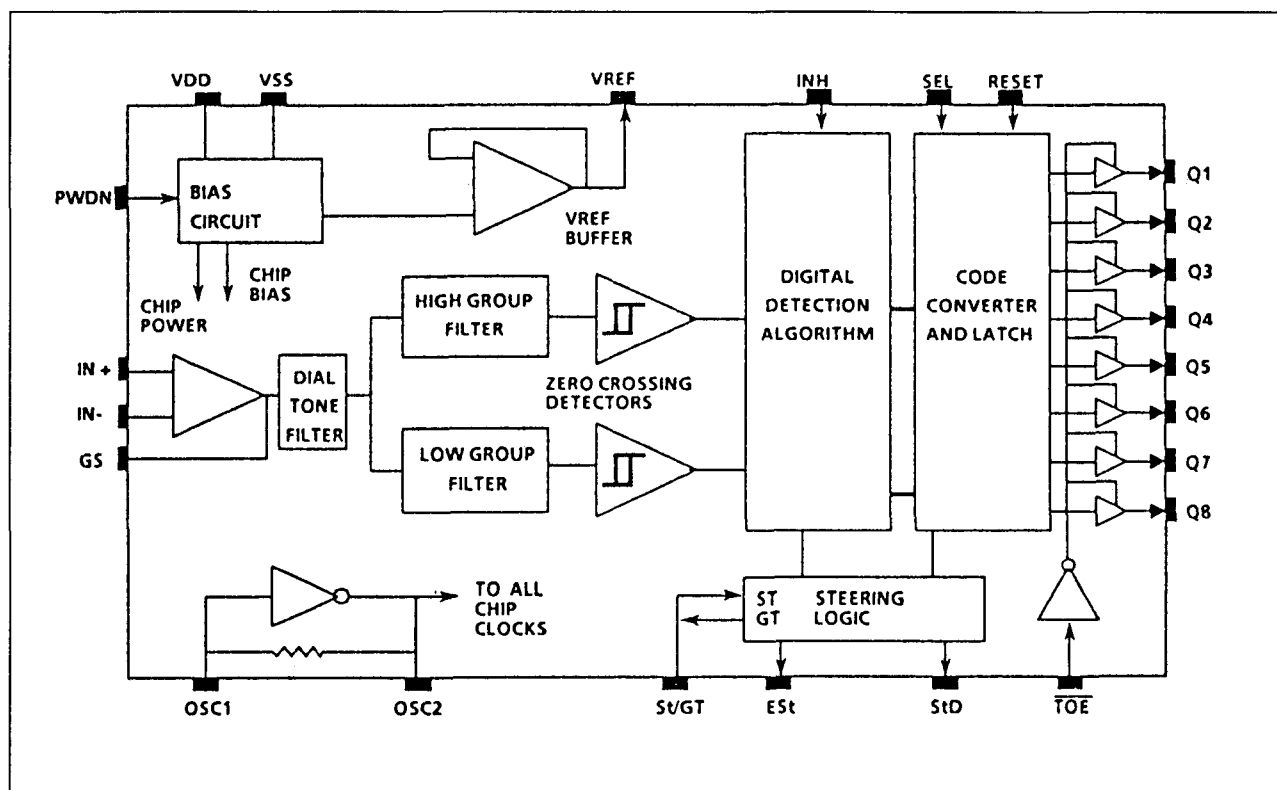 VDD
VSS
VREF
INH
SEL
RESET
PWDN
BIAS
CIRCUIT
VREF
BUFFER
CHIP
BIAS
CHIP
POWER
IN +
IN-
GS
DIAL
TONE
FILTER
HIGH GROUP
FILTER
ZERO CROSSING
DETECTORS
LOW GROUP
FILTER
DIGITAL
DETECTION
ALGORITHM
CODE
CONVERTER
AND LATCH
Q1
Q2
Q3
Q4
Q5
Q6
Q7
Q8
TO ALL
CHIP
CLOCKS
ST STEERING
GT LOGIC
OSC1
OSC2
St/GT
ESt
StD
TOE